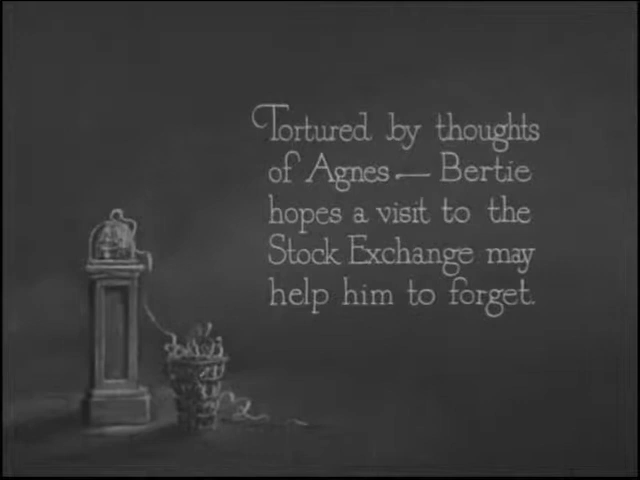 Tortured by thoughts
of Agnes — Bertie
hopes a visit to the
Stock Exchange may
help him to forget.